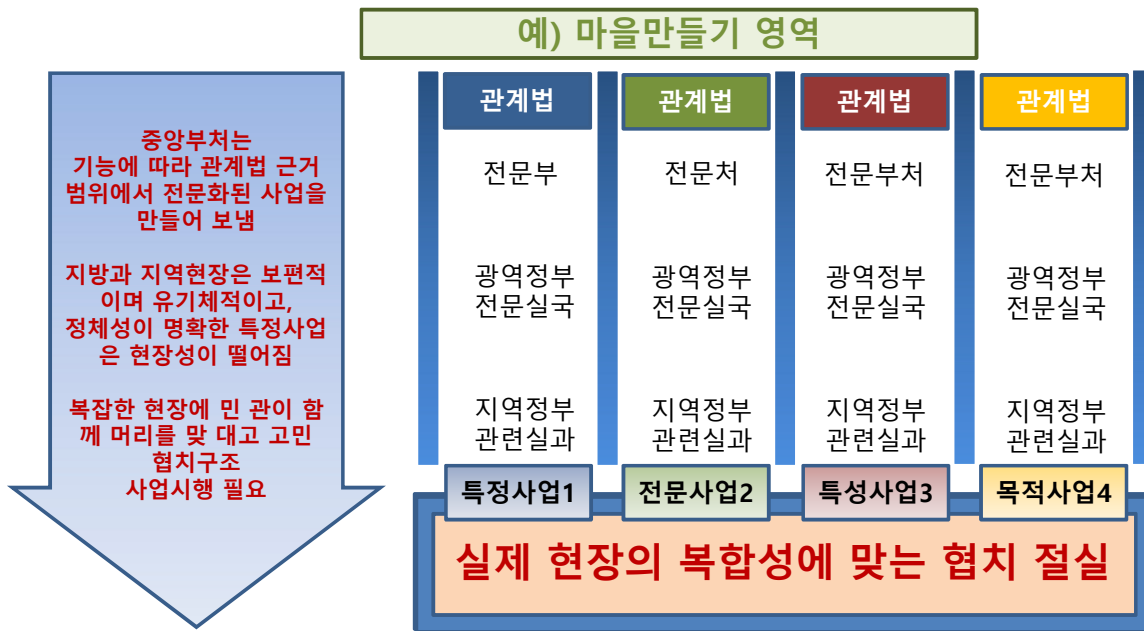 예) 마을만들기 영역
중앙부처는
기능에 따라 관계법 근거
범위에서 전문화된 사업을
만들어 보냄
지방과 지역현장은 보편적
이며 유기체적이고,
정체성이 명확한 특정사업
은 현장성이 떨어짐
복잡한 현장에 민 관이 함
께 머리를 맞 대고 고민
협치구조
사업시행 필요
관계법
전문부
광역정부
전문실국
지역정부
관련실과
특정사업1
관계법
전문처
광역정부
전문실국
지역정부
관련실과
전문사업2
관계법
전문부처
광역정부
전문실국
지역정부
관련실과
특성사업3
관계법
전문부처
광역정부
전문실국
지역정부
관련실과
목적사업4
실제 현장의 복합성에 맞는 협치 절실